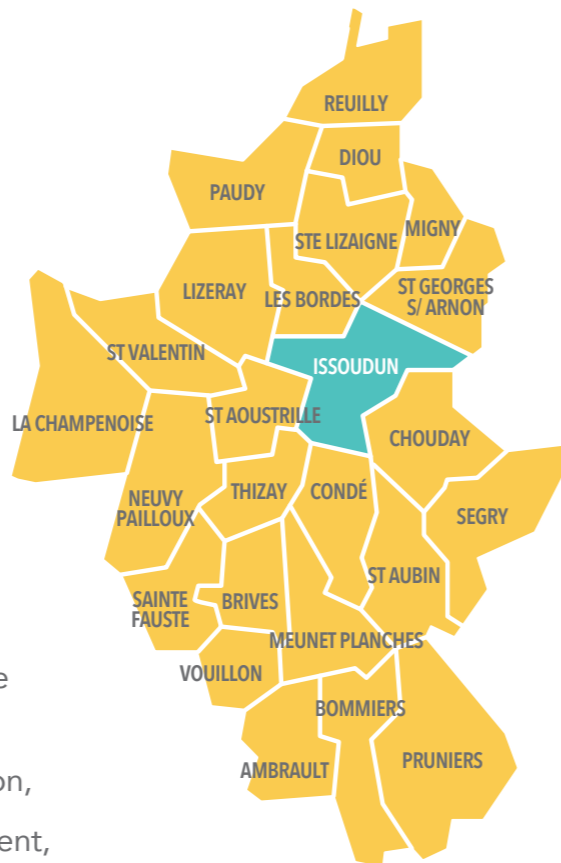 REUILLY
DIOU
PAUDY
MIGNY
STE LIZAIGNE
LIZERAY
LES BORDES
ST GEORGES
S/ ARNON
ST VALENTIN
ISSOUDUN
LA CHAMPENOISE
ST AOUSTRILLE
CHOUDAY
NEUVY
PAILLOUX
THIZAY
CONDÉ
SEGRY
ST AUBIN
SAINTE
FAUSTE
BRIVES
MEUNET PLANCHES
VOUILLON
BOMMIERS
AMBRAULT
PRUNIERS
e
on,
ent,